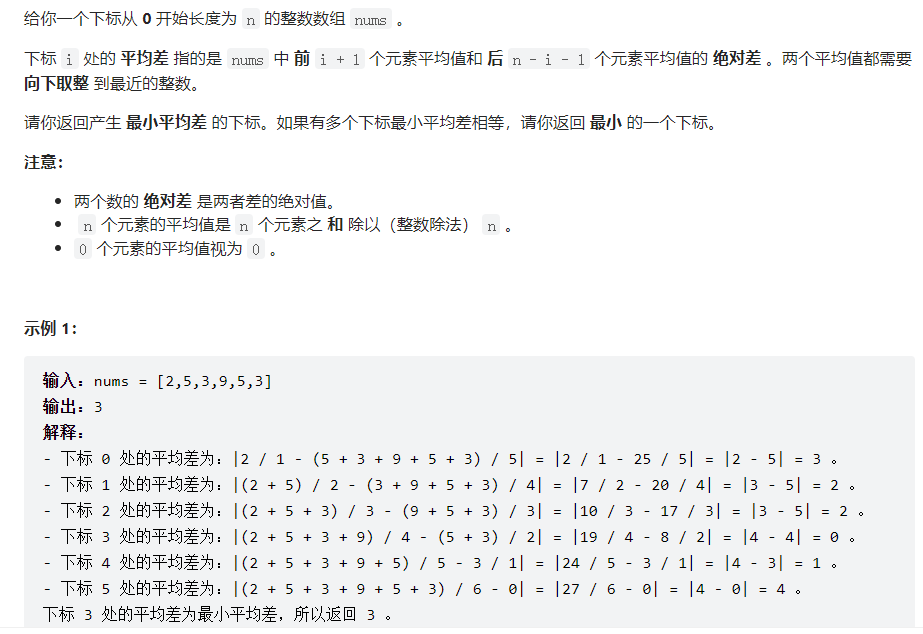 给你一个下标从 0 开始长度为 n 的整数数组 nums 。
下标 i 处的 平均差 指的是 nums 中 前 i + 1 个元素平均值和 后 n - i - 1 个元素平均值的 绝对差 。两个平均值都需要
向下取整 到最近的整数。
请你返回产生 最小平均差 的下标。如果有多个下标最小平均差相等，请你返回 最小 的一个下标。
注意：
• 两个数的 绝对差 是两者差的绝对值。
• n 个元素的平均值是 n 个元素之 和 除以（整数除法） n 。
• 0 个元素的平均值视为 0 。
示例 1：
输入：nums = [2,5,3,9,5,3]
输出：3
解释：
- 下标 0 处的平均差为：|2 / 1 - (5 + 3 + 9 + 5 + 3) / 5| = |2 / 1 - 25 / 5| = |2 - 5| = 3 。
- 下标 1 处的平均差为：|(2 + 5) / 2 - (3 + 9 + 5 + 3) / 4| = |7 / 2 - 20 / 4| = |3 - 5| = 2 。
- 下标 2 处的平均差为：|(2 + 5 + 3) / 3 - (9 + 5 + 3) / 3| = |10 / 3 - 17 / 3| = |3 - 5| = 2 。
- 下标 3 处的平均差为：|(2 + 5 + 3 + 9) / 4 - (5 + 3) / 2| = |19 / 4 - 8 / 2| = |4 - 4| = 0 。
- 下标 4 处的平均差为：|(2 + 5 + 3 + 9 + 5) / 5 - 3 / 1| = |24 / 5 - 3 / 1| = |4 - 3| = 1 。
- 下标 5 处的平均差为：|(2 + 5 + 3 + 9 + 5 + 3) / 6 - 0| = |27 / 6 - 0| = |4 - 0| = 4 。
下标 3 处的平均差为最小平均差，所以返回 3 。